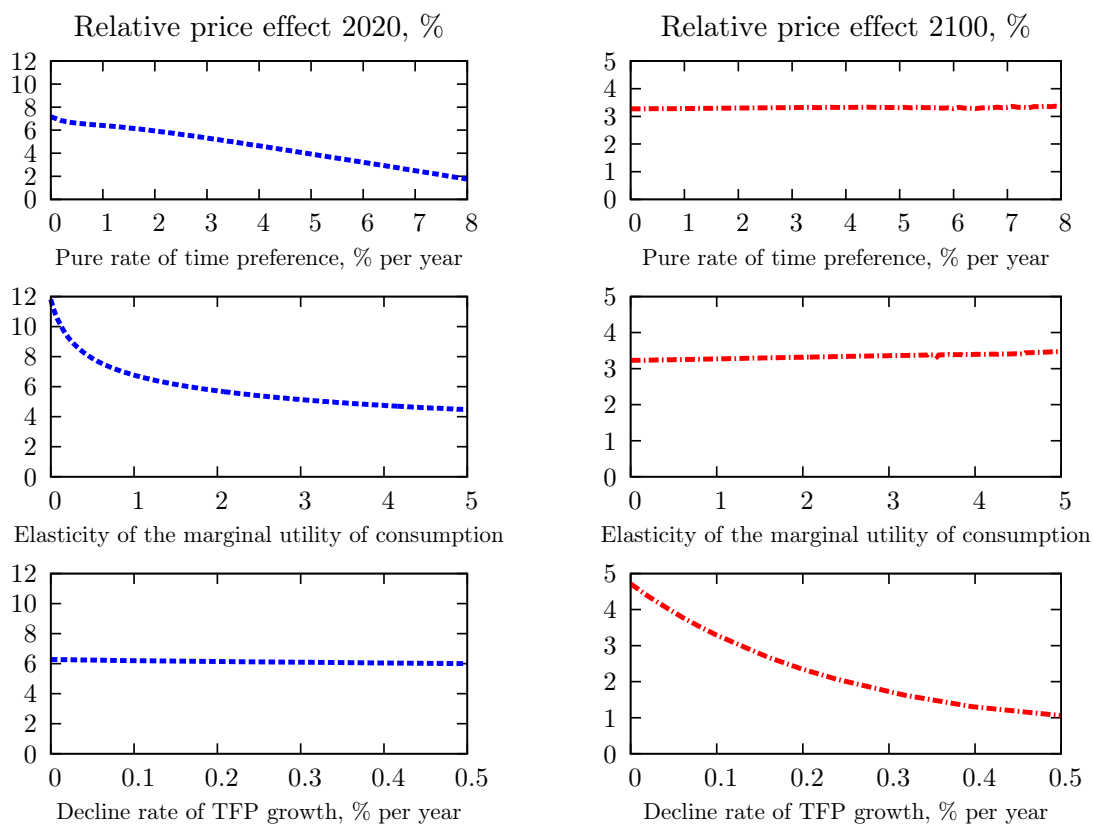 Relative price effect 2020, %
12
10
8
6
4
2
0
0 1 2 3 4 5 6 7 8
Pure rate of time preference, % per year
Relative price effect 2100, %
5
4
3
2
1
0
0 1 2 3 4 5 6 7 8
Pure rate of time preference, % per year
12
10
8
6
4
2
0
0 1 2 3 4 5
Elasticity of the marginal utility of consumption
5
4
3
2
1
0
0 1 2 3 4 5
Elasticity of the marginal utility of consumption
12
10
8
6
4
2
0
0 0.1 0.2 0.3 0.4 0.5
Decline rate of TFP growth, % per year
5
4
3
2
1
0
0 0.1 0.2 0.3 0.4 0.5
Decline rate of TFP growth, % per year